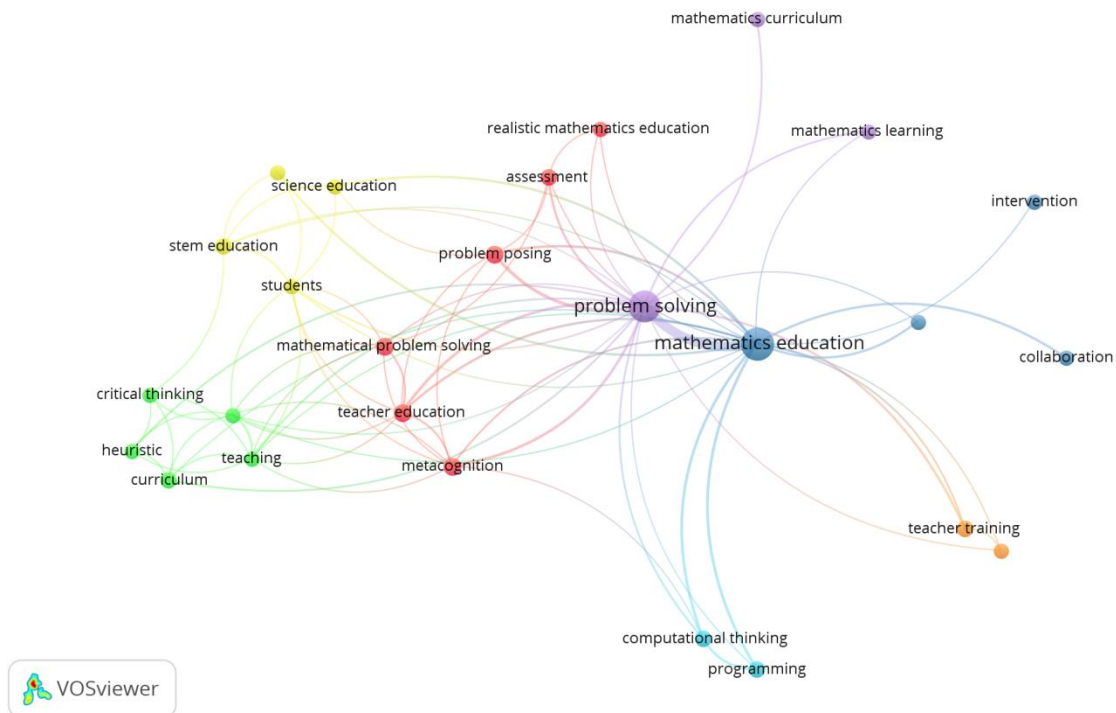 mathematics curriculum
realistic mathematics education
mathematics learning
assessment
science education
intervention
stem education
problem posing
students
problem solving
mathematical problem solving
mathematics education
collaboration
critical thinking
teacher education
heuristic
teaching
metacognition
curriculum
teacher training
computational thinking
programming
VOSviewer